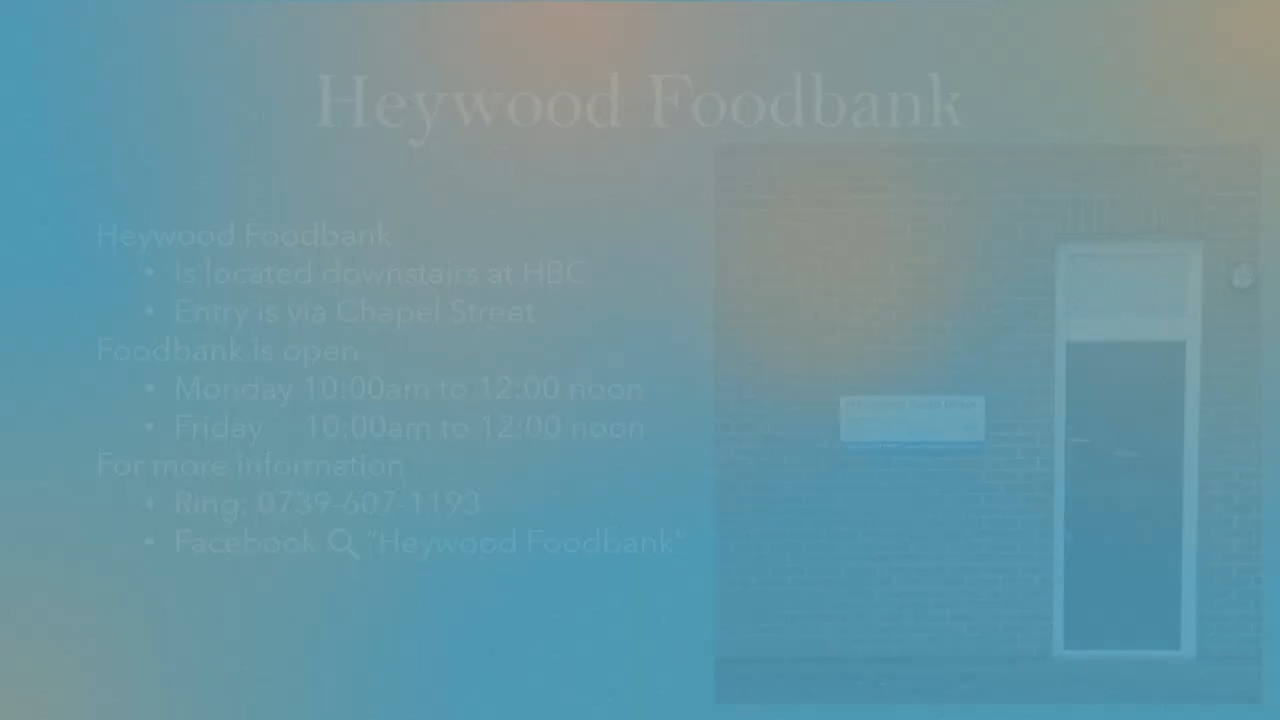 Heywood Foodbank
Heywood Foodbank
• Is located downstairs at HBC
• Entry is via Chapel Street
Foodbank is open
• Monday 10:00am to 12:00 noon
• Friday 10:00am to 12:00 noon
For more information
• Ring: 0739-607-1193
• Facebook "Heywood Foodbank"